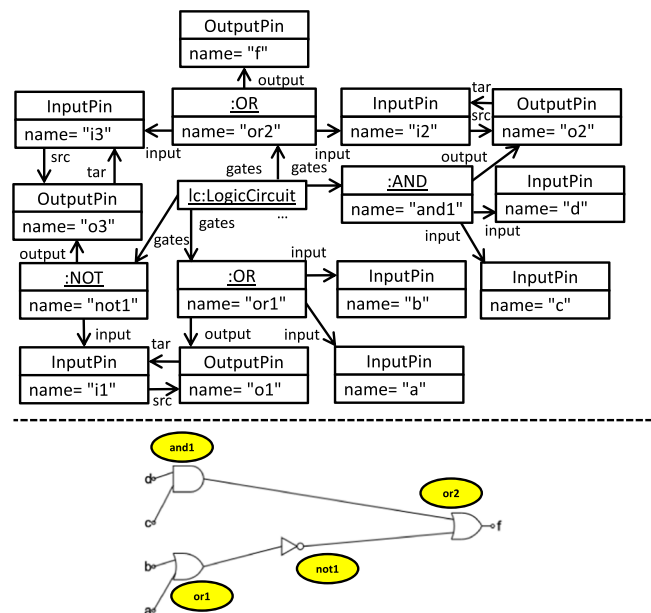 OutputPin
name= "f"
output
InputPin
name= "i3"
:OR
name= "or2"
InputPin
name= "i2"
tar
src
OutputPin
name= "o2"
input
input
src
tar
gates
gates
output
OutputPin
name= "o3"
lc:LogicCircuit
...
:AND
name= "and1"
InputPin
name= "d"
input
input
output
gates
gates
:NOT
name= "not1"
:OR
name= "or1"
input
InputPin
name= "b"
InputPin
name= "c"
input
output
input
tar
InputPin
name= "i1"
src
OutputPin
name= "o1"
InputPin
name= "a"
and1
d
c
or2
f
b
a
or1
not1